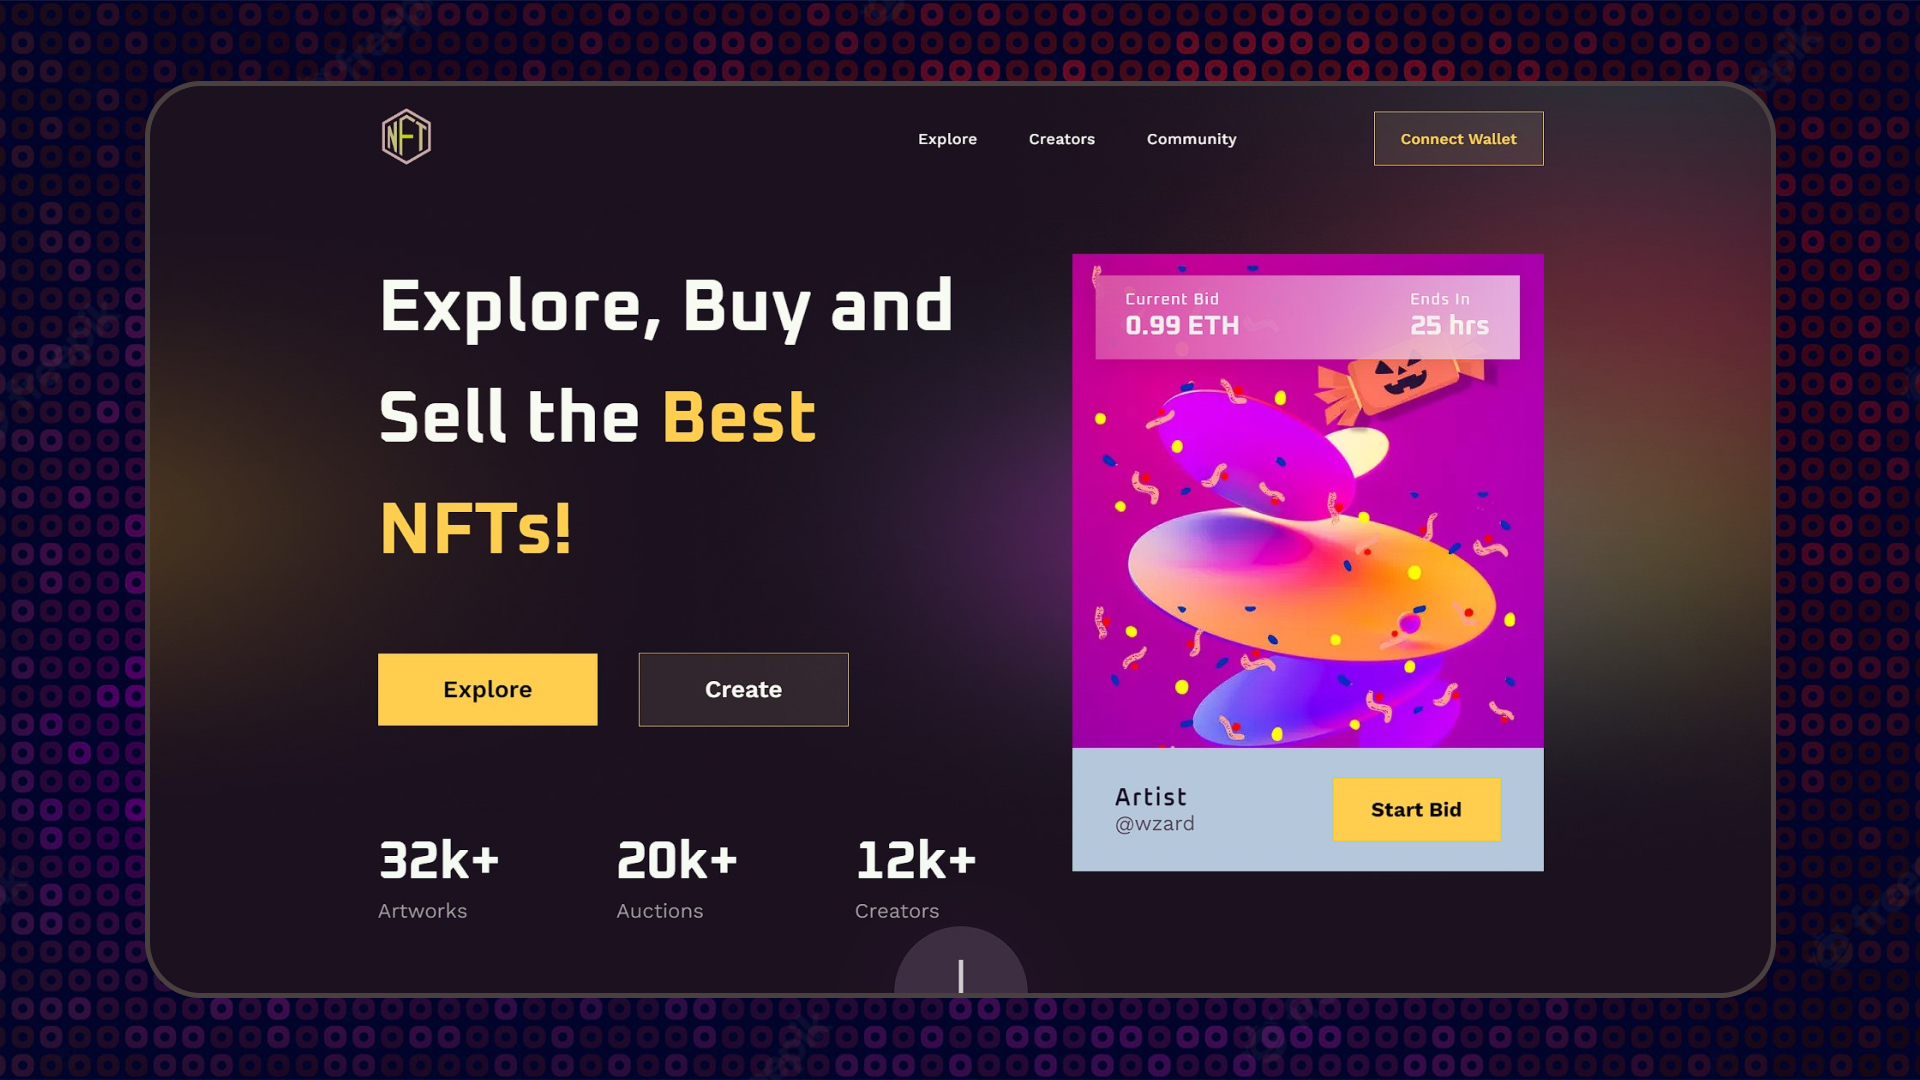 NFT
Explore
Creators
Community
Connect Wallet
Explore, Buy and
Sell the Best
NFTs!
Explore
Create
32k+
Artworks
20k+
Auctions
12k+
Creators
Current Bid
0.99 ETH
Ends In
25 hrs
Artist
@wzard
Start Bid